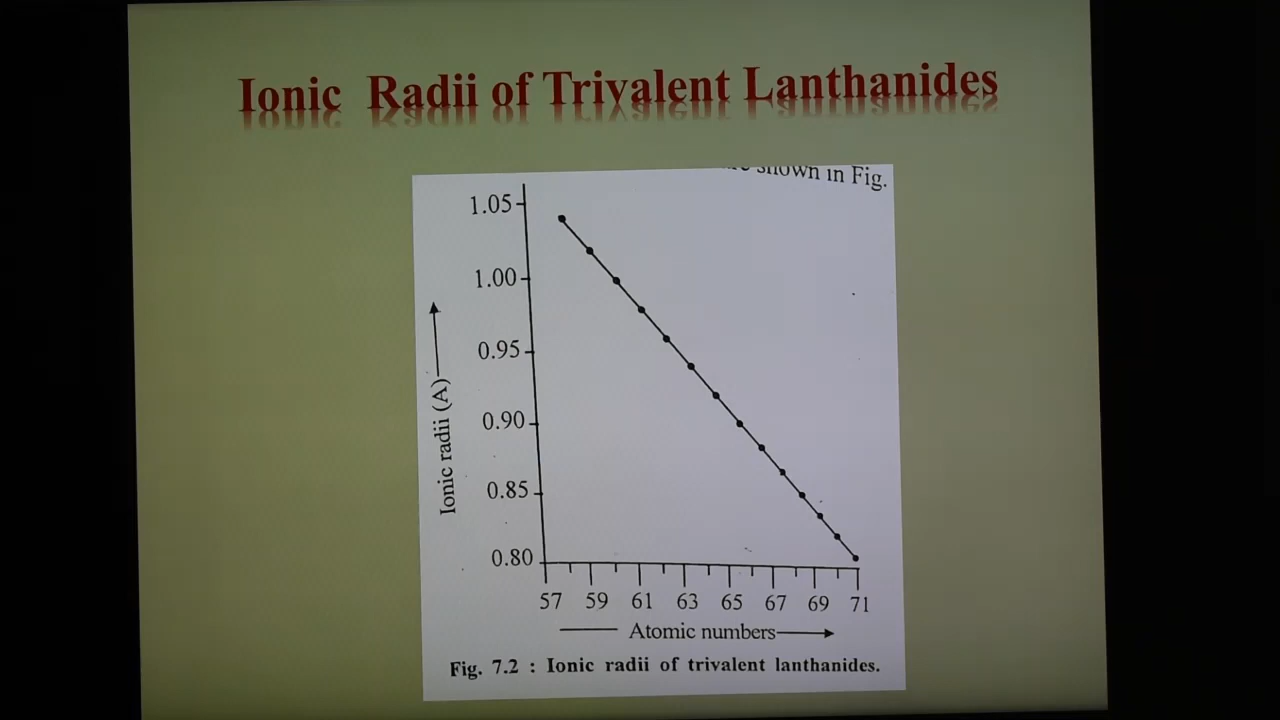 Ionic Radii of Trivalent Lanthanides
shown in Fig.
1.05
1.00
0.95
0.90
0.85
0.80
Ionic radii (A)
57 59 61 63 65 67 69 71
Atomic numbers
Fig. 7.2 : Ionic radii of trivalent lanthanides.